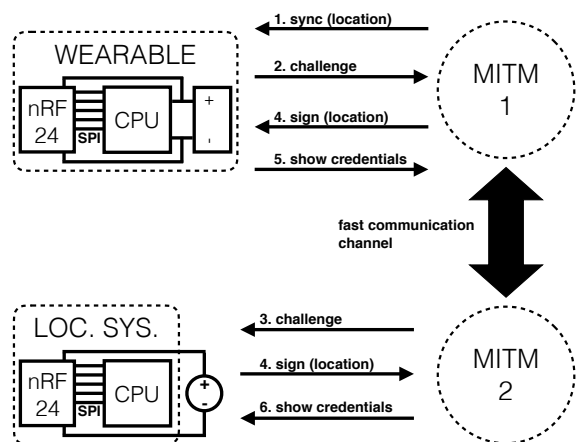 WEARABLE
nRF
24
SPI
CPU
+
-
1. sync (location)
2. challenge
4. sign (location)
5. show credentials
MITM
1
fast communication
channel
LOC. SYS.
nRF
24
SPI
CPU
+
-
3. challenge
4. sign (location)
6. show credentials
MITM
2